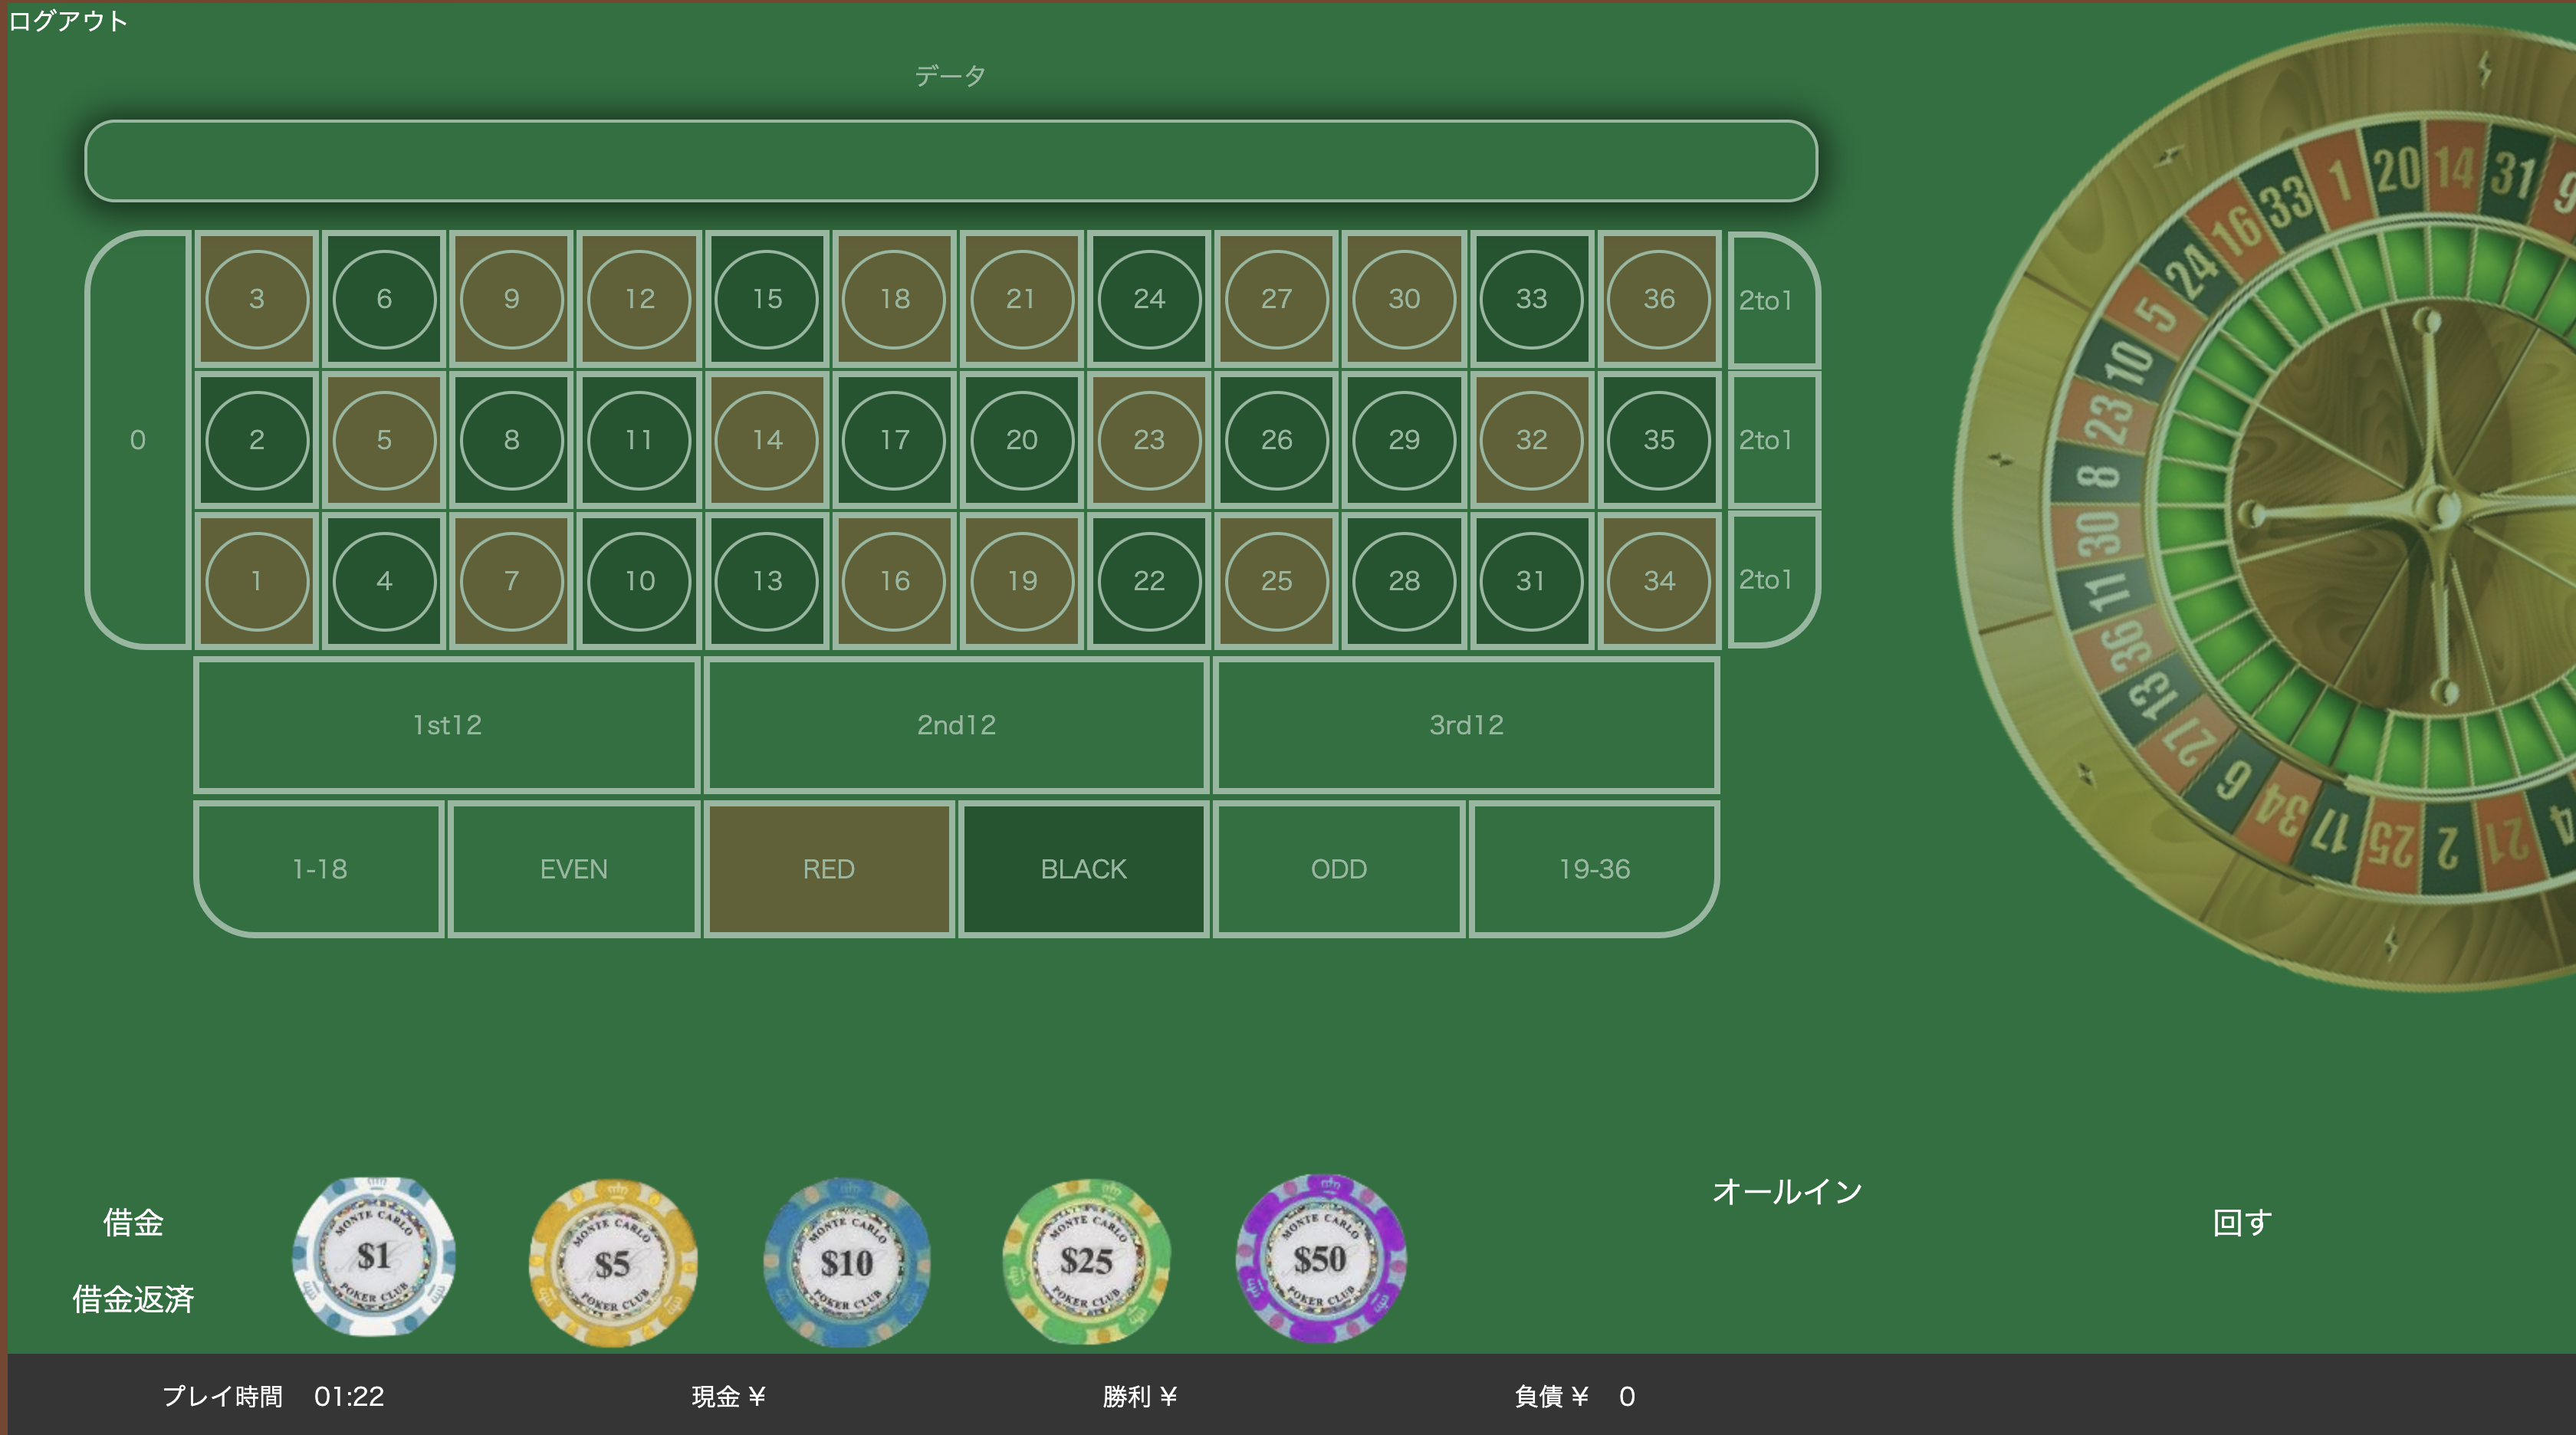 ログアウト
データ
0
3 6 9 12 15 18 21 24 27 30 33 36 2to1
2 5 8 11 14 17 20 23 26 29 32 35 2to1
1 4 7 10 13 16 19 22 25 28 31 34 2to1
1st12 2nd12 3rd12
1-18 EVEN RED BLACK ODD 19-36
4 21 2 25 17 34 6 27 13 36 11 30 8 23 10 5 24 16 33 1 20 14 31 9
借金
借金返済
MONTE CARLO
$1
POKER CLUB
MONTE CARLO
$5
POKER CLUB
MONTE CARLO
$10
POKER CLUB
MONTE CARLO
$25
POKER CLUB
MONTE CARLO
$50
POKER CLUB
オールイン
回す
プレイ時間 01:22 現金 ¥ 勝利 ¥ 負債 ¥ 0